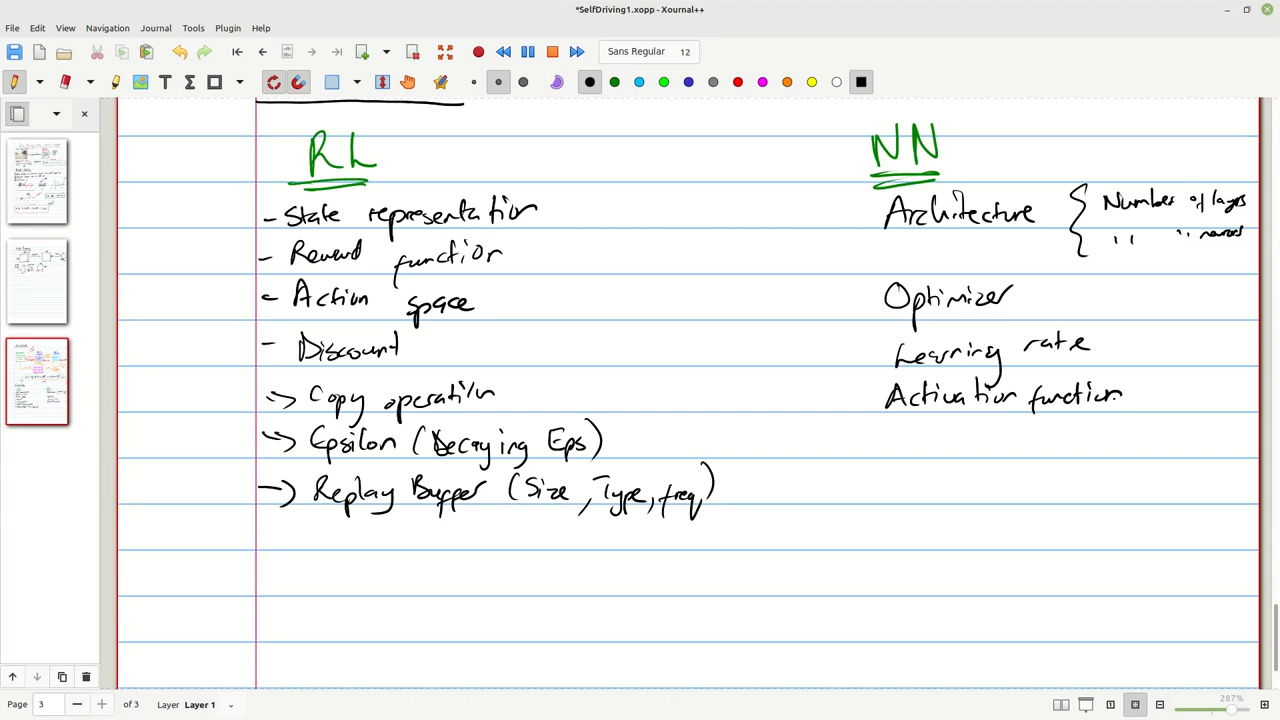 *SelfDriving1.xopp - Xournal++
File Edit View Navigation Journal Tools Plugin Help
Sans Regular 12
RL
- State representation
- Reward function
- Action space
- Discount
-> Copy operation
-> Epsilon (Decaying Eps)
-> Replay Buffer (Size, Type, freq)
NN
Architecture { Number of layers
" " neurons
Optimizer
Learning rate
Activation function
Page 3 of 3 Layer Layer 1
287%